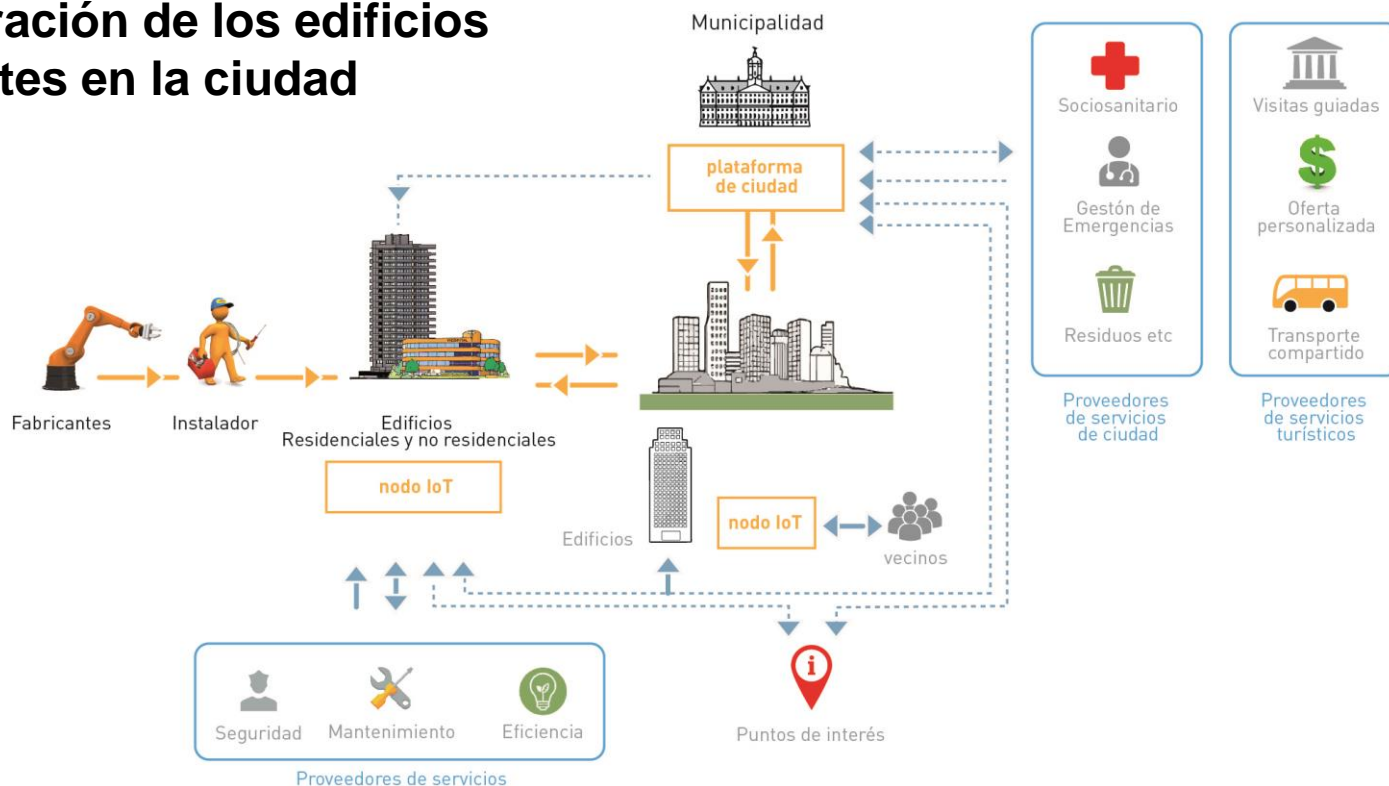 ración de los edificios
tes en la ciudad
Municipalidad
plataforma
de ciudad
Sociosanitario
Gestón de
Emergencias
Residuos etc
Proveedores
de servicios
de ciudad
Visitas guiadas
Oferta
personalizada
Transporte
compartido
Proveedores
de servicios
turísticos
Fabricantes
Instalador
Edificios
Residenciales y no residenciales
nodo IoT
Edificios
nodo IoT
vecinos
Seguridad
Mantenimiento
Eficiencia
Proveedores de servicios
i
Puntos de interés